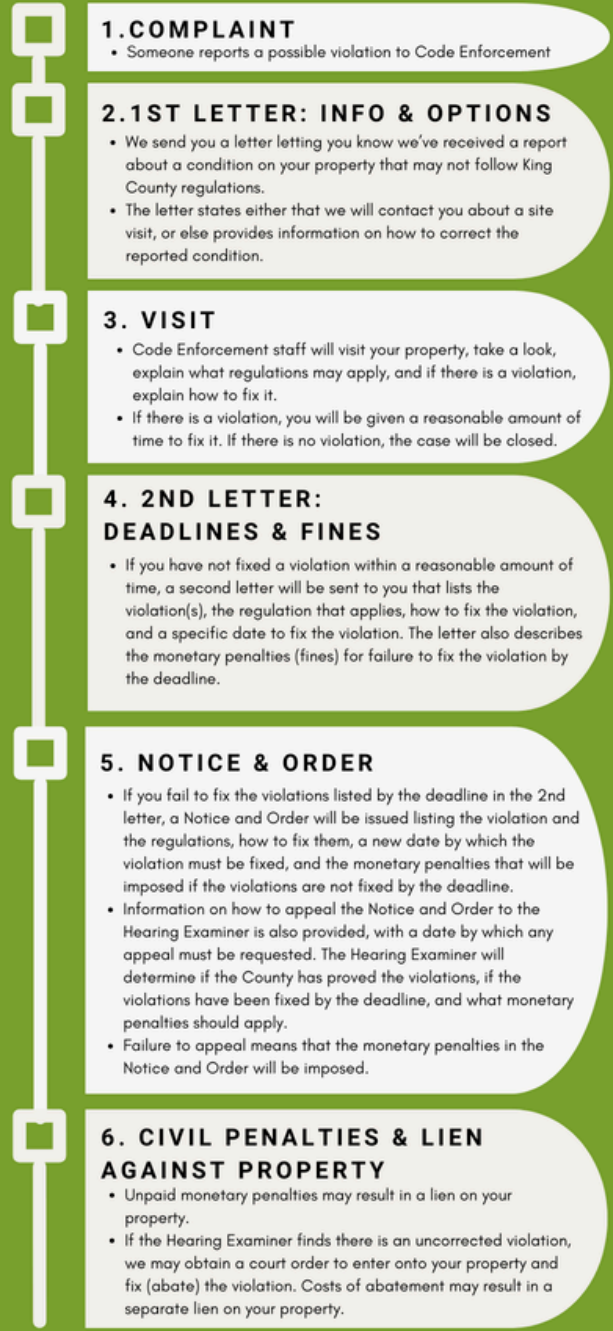 1.COMPLAINT
• Someone reports a possible violation to Code Enforcement
2.1ST LETTER: INFO & OPTIONS
• We send you a letter letting you know we've received a report
about a condition on your property that may not follow King
County regulations.
• The letter states either that we will contact you about a site
visit, or else provides information on how to correct the
reported condition.
3. VISIT
• Code Enforcement staff will visit your property, take a look,
explain what regulations may apply, and if there is a violation,
explain how to fix it.
• If there is a violation, you will be given a reasonable amount of
time to fix it. If there is no violation, the case will be closed.
4. 2ND LETTER:
DEADLINES & FINES
• If you have not fixed a violation within a reasonable amount of
time, a second letter will be sent to you that lists the
violation(s), the regulation that applies, how to fix the violation,
and a specific date to fix the violation. The letter also describes
the monetary penalties (fines) for failure to fix the violation by
the deadline.
5. NOTICE & ORDER
• If you fail to fix the violations listed by the deadline in the 2nd
letter, a Notice and Order will be issued listing the violation and
the regulations, how to fix them, a new date by which the
violation must be fixed, and the monetary penalties that will be
imposed if the violations are not fixed by the deadline.
• Information on how to appeal the Notice and Order to the
Hearing Examiner is also provided, with a date by which any
appeal must be requested. The Hearing Examiner will
determine if the County has proved the violations, if the
violations have been fixed by the deadline, and what monetary
penalties should apply.
• Failure to appeal means that the monetary penalties in the
Notice and Order will be imposed.
6. CIVIL PENALTIES & LIEN
AGAINST PROPERTY
• Unpaid monetary penalties may result in a lien on your
property.
• If the Hearing Examiner finds there is an uncorrected violation,
we may obtain a court order to enter onto your property and
fix (abate) the violation. Costs of abatement may result in a
separate lien on your property.